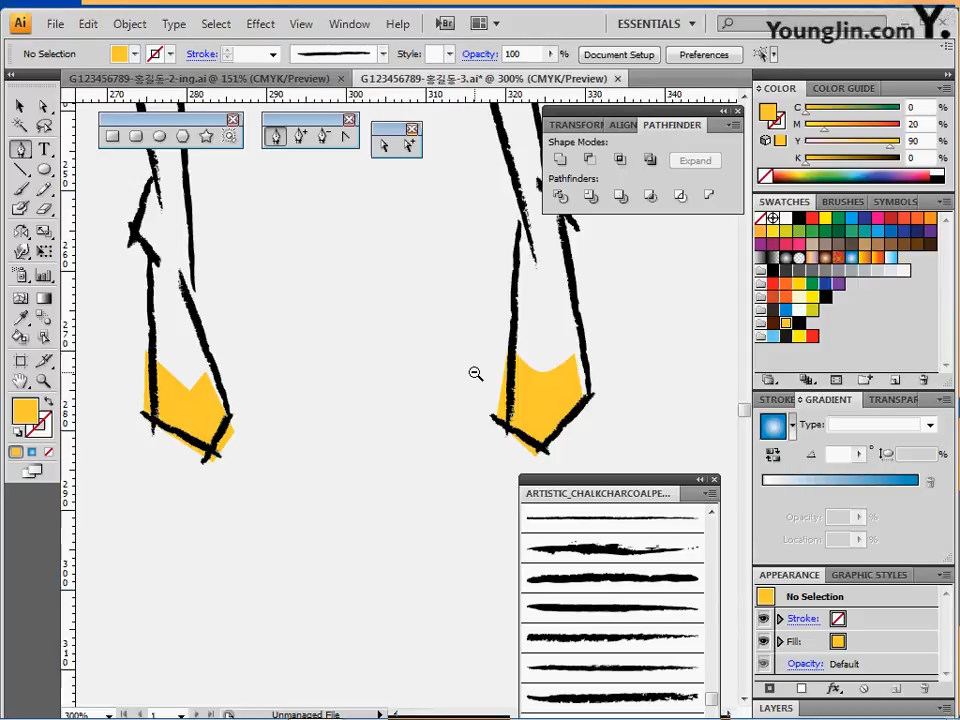 Ai File Edit Object Type Select Effect View Window Help Br ESSENTIALS
Younglin.com Y.
No Selection Stroke: Style: Opacity: 100 % Document Setup Preferences
G123456789-홍길동-2-ing.ai @ 151% (CMYK/Preview) G123456789-홍길동-3.ai* @ 300% (CMYK/Preview)
270 280 290 300 310 320 330
COLOR COLOR GUIDE
C 0
M 20
Y 90
K 0 %
TRANSFORM ALIGN PATHFINDER
Shape Modes:
Expand
Pathfinders:
SWATCHES BRUSHES SYMBOLS
STROKE GRADIENT TRANSPAR
Type:
° %
Opacity: %
Location: %
ARTISTIC_CHALKCHARCOALPE...
APPEARANCE GRAPHIC STYLES
No Selection
Stroke:
Fill:
Opacity: Default
fx
LAYERS
300% 1 Unmanaged File